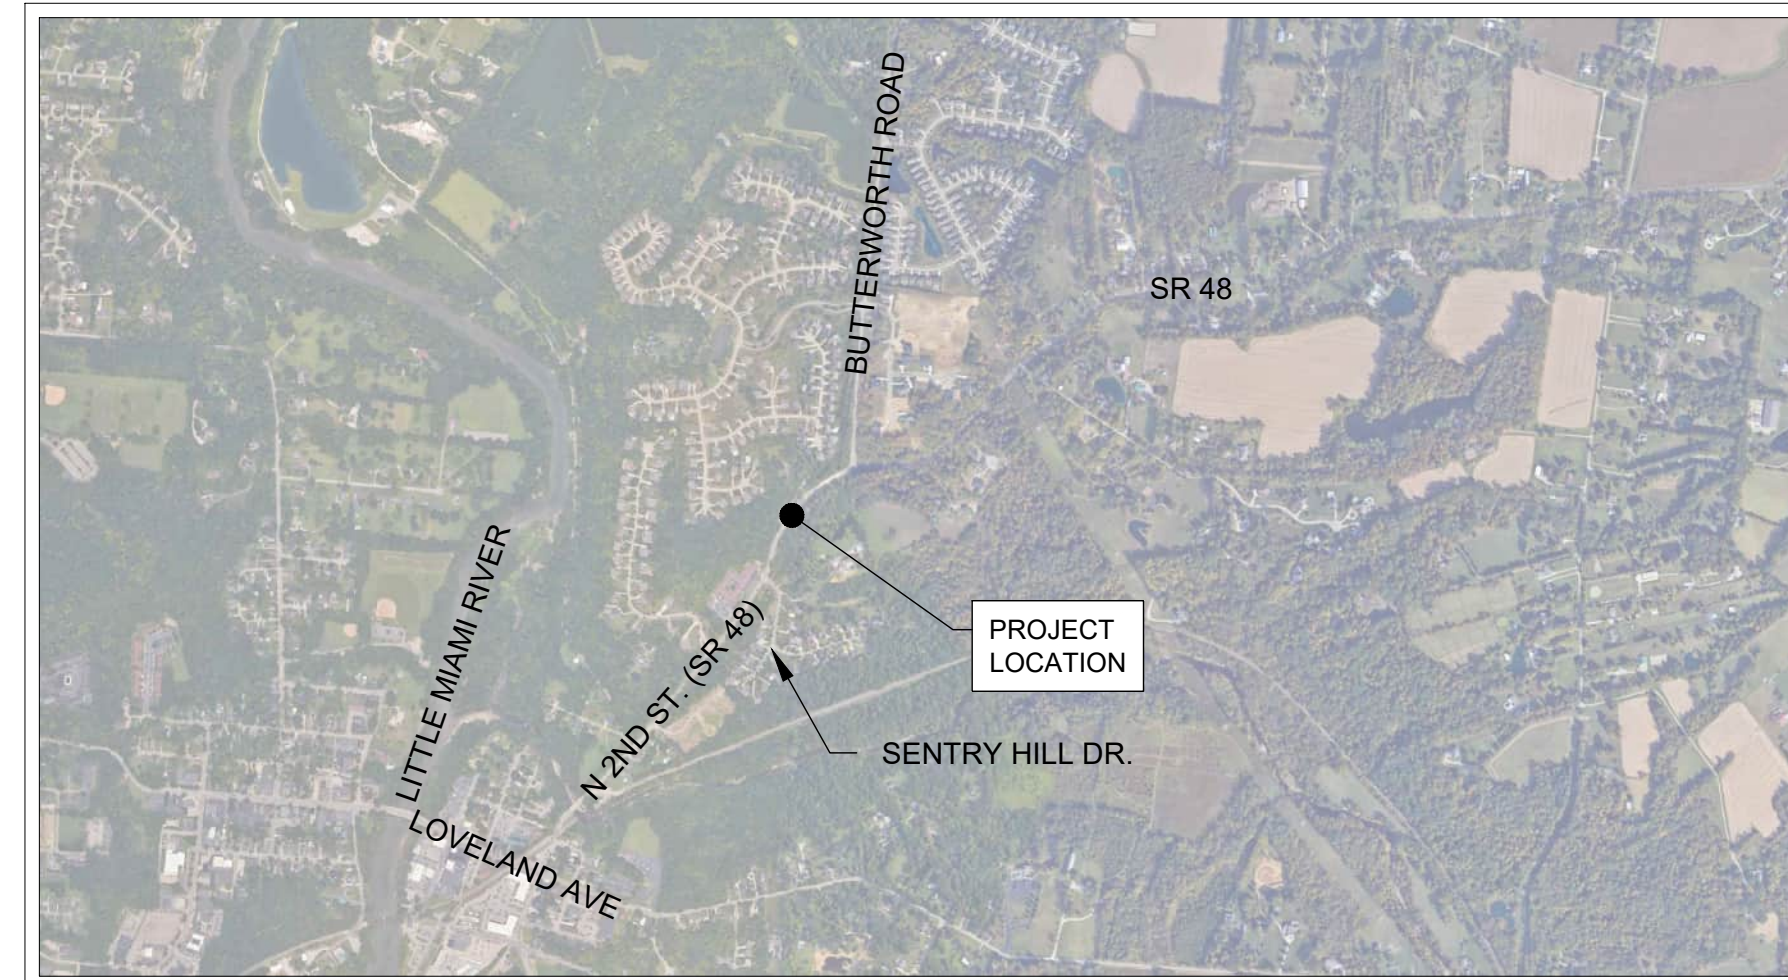 BUTTERWORTH ROAD
SR 48
LITTLE MIAMI RIVER
PROJECT
LOCATION
N 2ND ST. (SR 48)
SENTRY HILL DR.
LOVELAND AVE